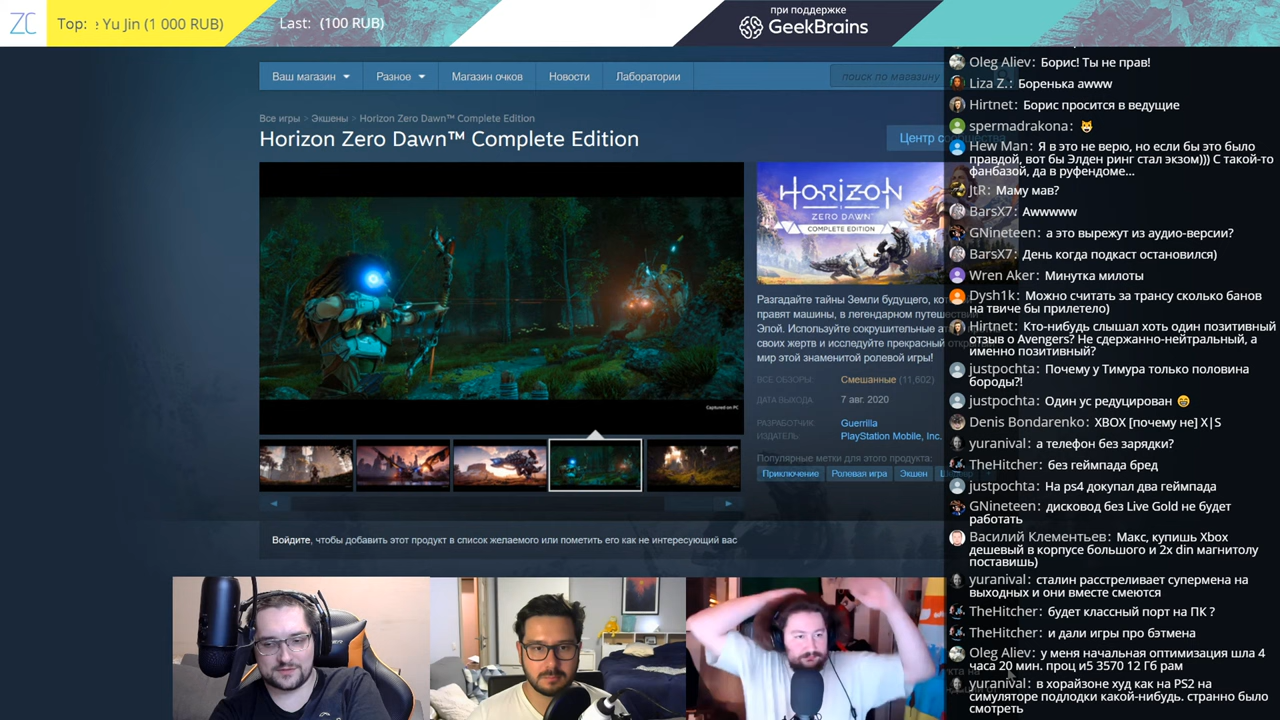 ZC
Top: e Yu Jin (1 000 RUB)
Last: (100 RUB)
при поддержке
GeekBrains
Ваш магазин
Разное
Магазин очков
Новости
Лаборатории
поиск по магазину
Все игры > Экшены > Horizon Zero Dawn™ Complete Edition
Horizon Zero Dawn™ Complete Edition
Центр сообщества
Captured on PC
HORIZON
ZERO DAWN™
COMPLETE EDITION
Разгадайте тайны Земли будущего,
правят машины, в легендарном путешествии
Элой. Используйте сокрушительные
своих жертв и исследуйте прекрасный
мир этой знаменитой ролевой игры!
ВСЕ ОБЗОРЫ: Смешанные (11,602)
ДАТА ВЫХОДА: 7 авг. 2020
РАЗРАБОТЧИК: Guerrilla
ИЗДАТЕЛЬ: PlayStation Mobile, Inc.
Популярные метки для этого продукта:
Приключение
Ролевая игра
Экшен
Войдите, чтобы добавить этот продукт в список желаемого или пометить его как не интересующий вас
Oleg Aliev: Борис! Ты не прав!
Liza Z.: Боренька awww
Hirtnet: Борис просится в ведущие
spermadrakona: 😺
Hew Man: Я в это не верю, но если бы это было
правдой, вот бы Элден ринг стал экзом))) С такой-то
фанбазой, да в руфендоме...
JtR: Маму мав?
BarsX7: Awwwww
GNineteen: а это вырежут из аудио-версии?
BarsX7: День когда подкаст остановился)
Wren Aker: Минутка милоты
Dysh1k: Можно считать за трансу сколько банов
на твиче бы прилетело)
Hirtnet: Кто-нибудь слышал хоть один позитивный
отзыв о Avengers? Не сдержанно-нейтральный, а
именно позитивный?
justpochta: Почему у Тимура только половина
бороды?!
justpochta: Один ус редуцирован 😁
Denis Bondarenko: XBOX [почему не] X|S
yuranival: а телефон без зарядки?
TheHitcher: без геймпада бред
justpochta: На ps4 докупал два геймпада
GNineteen: дисковод без Live Gold не будет
работать
Василий Клементьев: Макс, купишь Xbox
дешевый в корпусе большого и 2x din магнитолу
поставишь)
yuranival: сталин расстреливает супермена на
выходных и они вместе смеются
TheHitcher: будет классный порт на ПК ?
TheHitcher: и дали игры про бэтмена
Oleg Aliev: у меня начальная оптимизация шла 4
часа 20 мин. проц и5 3570 12 Гб рам
yuranival: в хорайзоне худ как на PS2 на
симуляторе подлодки какой-нибудь. странно было
смотреть